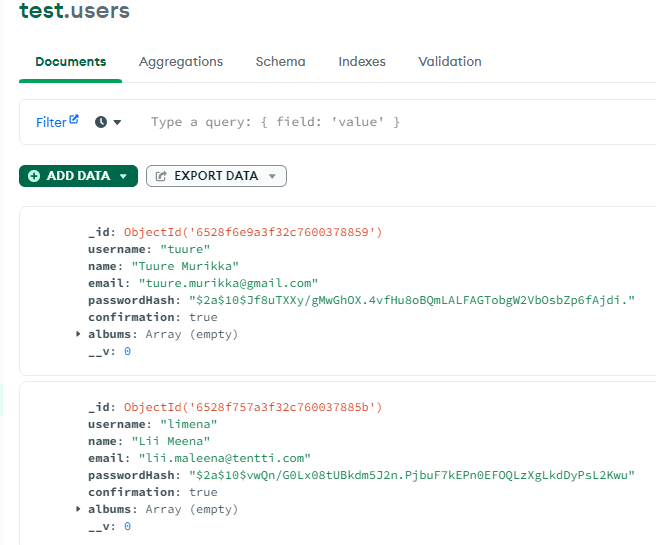 test.users
Documents Aggregations Schema Indexes Validation
Filter Type a query: { field: 'value' }
ADD DATA EXPORT DATA
_id: ObjectId('6528f6e9a3f32c7600378859')
username: "tuure"
name: "Tuure Murikka"
email: "tuure.murikka@gmail.com"
passwordHash: "$2a$10$Jf8uTXXy/gMwGhOX.4vfHu8oBQmLALFAGTobgW2VbOsbZp6fAjdi."
confirmation: true
albums: Array (empty)
__v: 0
_id: ObjectId('6528f757a3f32c760037885b')
username: "limena"
name: "Lii Meena"
email: "lii.maleena@tentti.com"
passwordHash: "$2a$10$vwQn/G0Lx08tUBkdm5J2n.PjbuF7kEPn0EFOQLzXgLkdDyPsL2Kwu"
confirmation: true
albums: Array (empty)
__v: 0